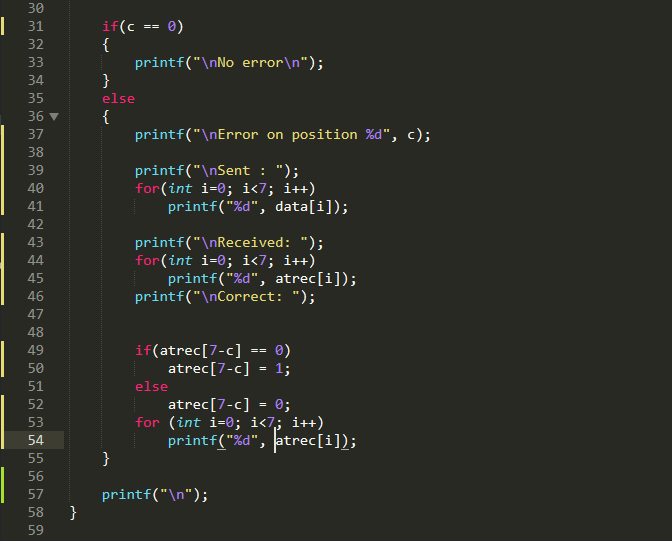 30
31 if(c == 0)
32 {
33 printf("\nNo error\n");
34 }
35 else
36 {
37 printf("\nError on position %d", c);
38
39 printf("\nSent : ");
40 for(int i=0; i<7; i++)
41 printf("%d", data[i]);
42
43 printf("\nReceived: ");
44 for(int i=0; i<7; i++)
45 printf("%d", atrec[i]);
46 printf("\nCorrect: ");
47
48
49 if(atrec[7-c] == 0)
50 atrec[7-c] = 1;
51 else
52 atrec[7-c] = 0;
53 for (int i=0; i<7; i++)
54 printf("%d", atrec[i]);
55 }
56
57 printf("\n");
58 }
59